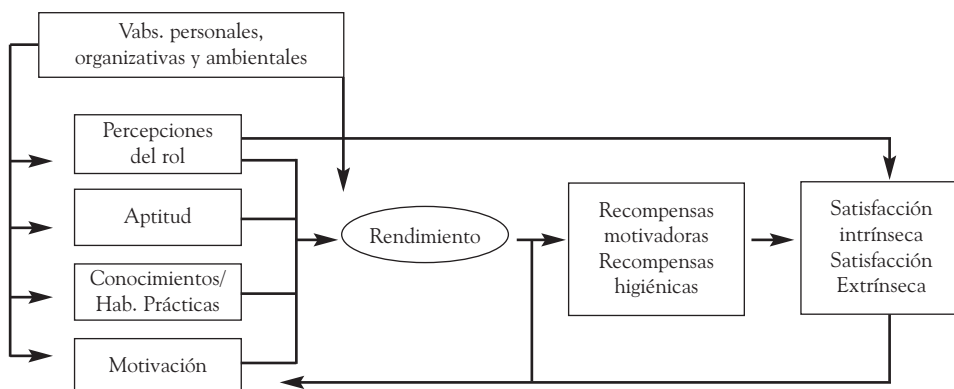 Vabs. personales,
organizativas y ambientales
Percepciones
del rol
Aptitud
Conocimientos/
Hab. Prácticas
Motivación
Rendimiento
Recompensas
motivadoras
Recompensas
higiénicas
Satisfacción
intrínseca
Satisfacción
Extrínseca